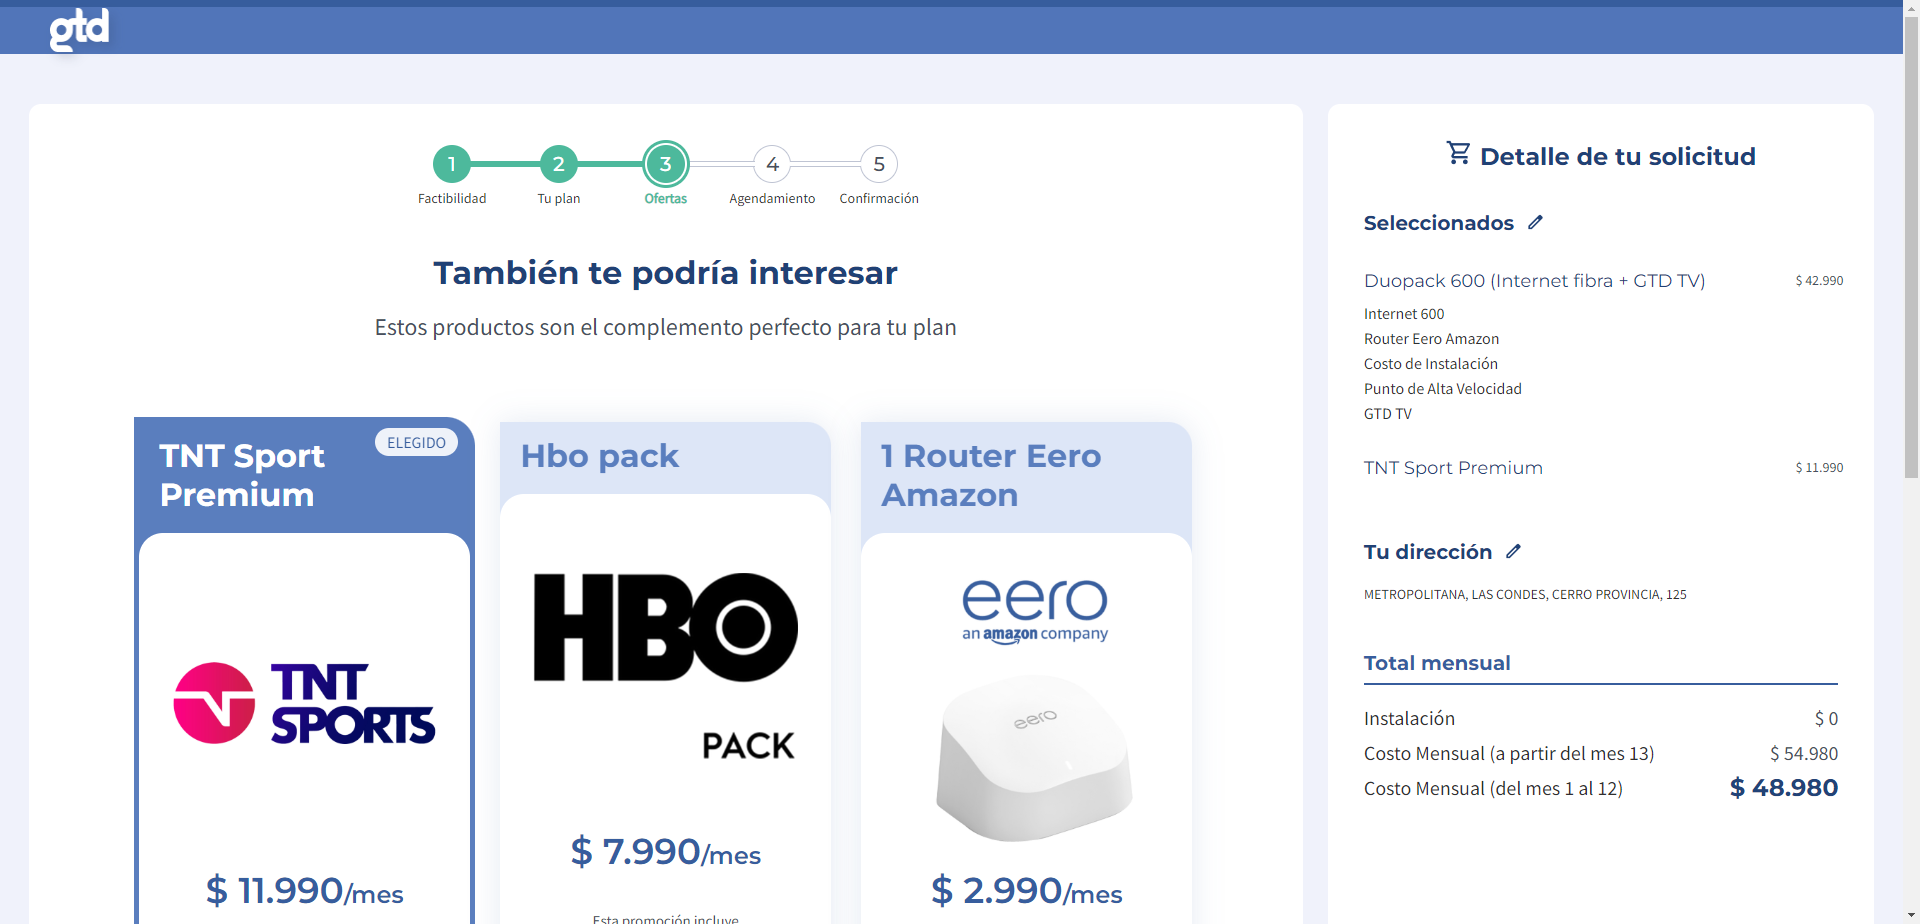 gtd
1
2
3
4
5
Factibilidad
Tu plan
Ofertas
Agendamiento
Confirmación
También te podría interesar
Estos productos son el complemento perfecto para tu plan
TNT Sport
Premium
ELEGIDO
TNT
SPORTS
$ 11.990/mes
Hbo pack
HBO
PACK
$ 7.990/mes
Esta promoción incluye
1 Router Eero
Amazon
eero
an amazon company
eero
$ 2.990/mes
Detalle de tu solicitud
Seleccionados
Duopack 600 (Internet fibra + GTD TV)
$ 42.990
Internet 600
Router Eero Amazon
Costo de Instalación
Punto de Alta Velocidad
GTD TV
TNT Sport Premium
$ 11.990
Tu dirección
METROPOLITANA, LAS CONDES, CERRO PROVINCIA, 125
Total mensual
Instalación
$ 0
Costo Mensual (a partir del mes 13)
$ 54.980
Costo Mensual (del mes 1 al 12)
$ 48.980